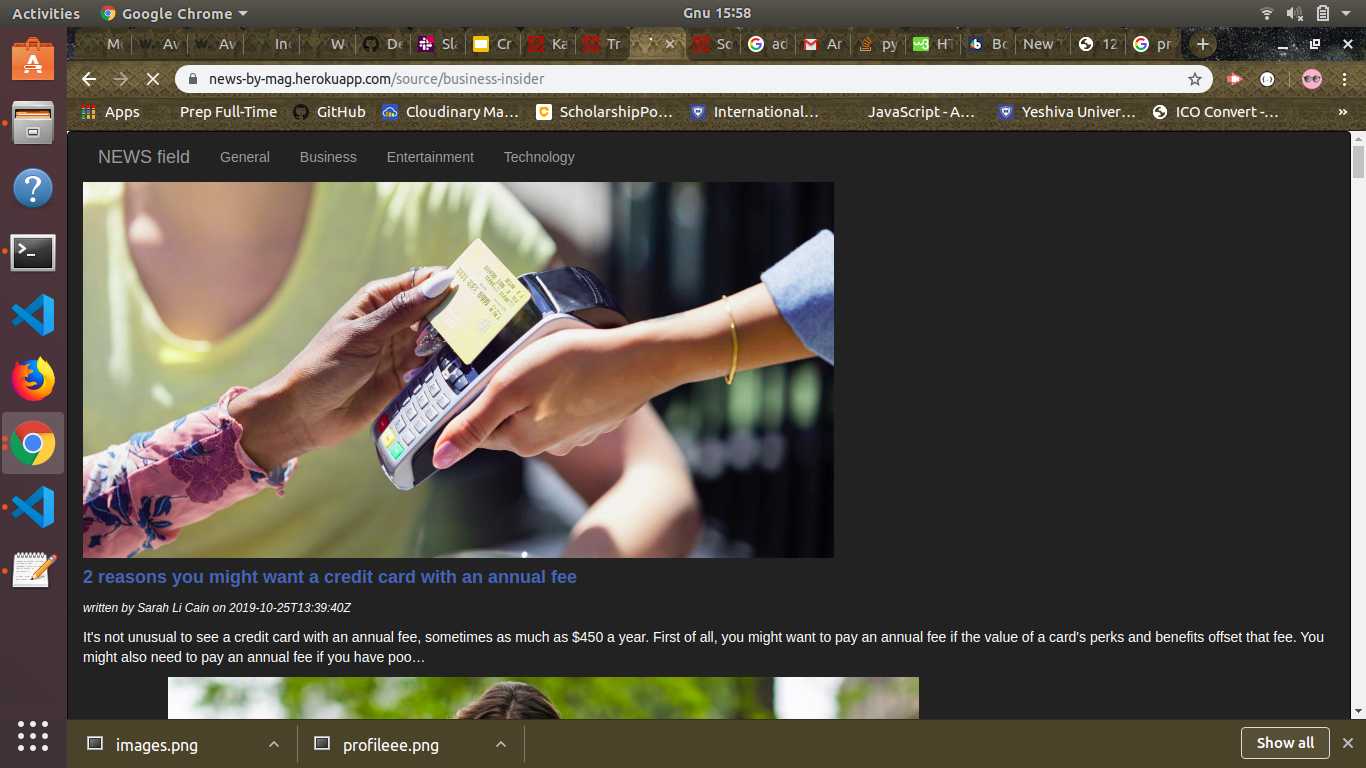 Activities Google Chrome Gnu 15:58
Me Av Av In We De Sla Cr Ka Tr Sc ad Ar py H Bo New T 12 pr
news-by-mag.herokuapp.com/source/business-insider
Apps Prep Full-Time GitHub Cloudinary Ma… ScholarshipPo… International… JavaScript - A… Yeshiva Univer… ICO Convert -… »
NEWS field General Business Entertainment Technology
2 reasons you might want a credit card with an annual fee
written by Sarah Li Cain on 2019-10-25T13:39:40Z
It's not unusual to see a credit card with an annual fee, sometimes as much as $450 a year. First of all, you might want to pay an annual fee if the value of a card's perks and benefits offset that fee. You
might also need to pay an annual fee if you have poo…
images.png profileee.png Show all